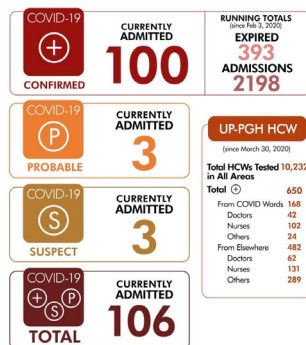 COVID-19
+
CONFIRMED
CURRENTLY
ADMITTED
100
RUNNING TOTALS
(since Feb 3, 2020)
EXPIRED
393
ADMISSIONS
2198
COVID-19
P
PROBABLE
CURRENTLY
ADMITTED
3
COVID-19
S
SUSPECT
CURRENTLY
ADMITTED
3
COVID-19
+ S P
TOTAL
CURRENTLY
ADMITTED
106
UP-PGH HCW
(since March 30, 2020)
Total HCWs Tested 10,232
in All Areas
Total + 650
From COVID Wards 168
Doctors 42
Nurses 102
Others 24
From Elsewhere 482
Doctors 62
Nurses 131
Others 289